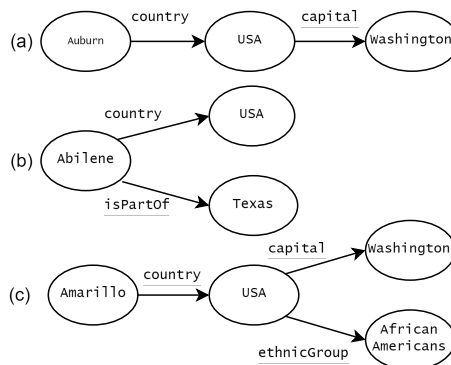 (a) Auburn country USA capital Washington
(b) Abilene country USA
isPartOf Texas
(c) Amarillo country USA capital Washington
ethnicGroup African
Americans